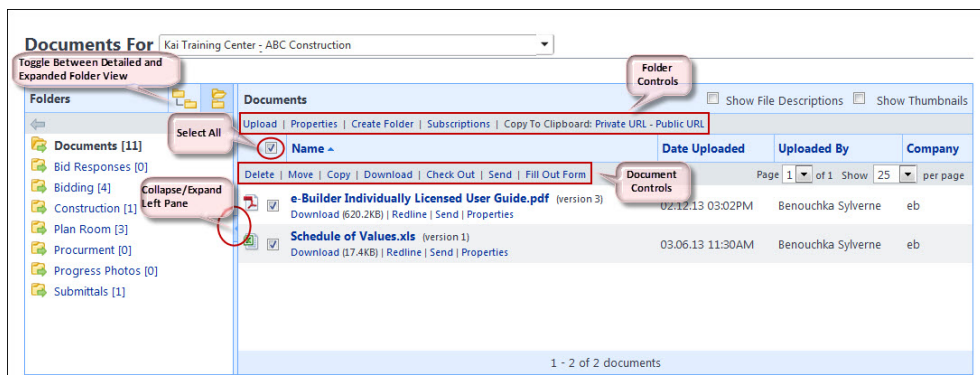 Documents For Kai Training Center - ABC Construction
Toggle Between Detailed and
Expanded Folder View
Folder
Controls
Folders
Documents
Show File Descriptions Show Thumbnails
Select All
Upload | Properties | Create Folder | Subscriptions | Copy To Clipboard: Private URL - Public URL
Documents [11]
Bid Responses [0]
Bidding [4]
Construction [1]
Plan Room [3]
Procurment [0]
Progress Photos [0]
Submittals [1]
Collapse/Expand
Left Pane
Name Date Uploaded Uploaded By Company
Delete | Move | Copy | Download | Check Out | Send | Fill Out Form
Document
Controls
Page 1 of 1 Show 25 per page
e-Builder Individually Licensed User Guide.pdf (version 3)
Download (620.2KB) | Redline | Send | Properties
02.12.13 03:02PM Benouchka Sylverne eb
Schedule of Values.xls (version 1)
Download (17.4KB) | Redline | Send | Properties
03.06.13 11:30AM Benouchka Sylverne eb
1 - 2 of 2 documents